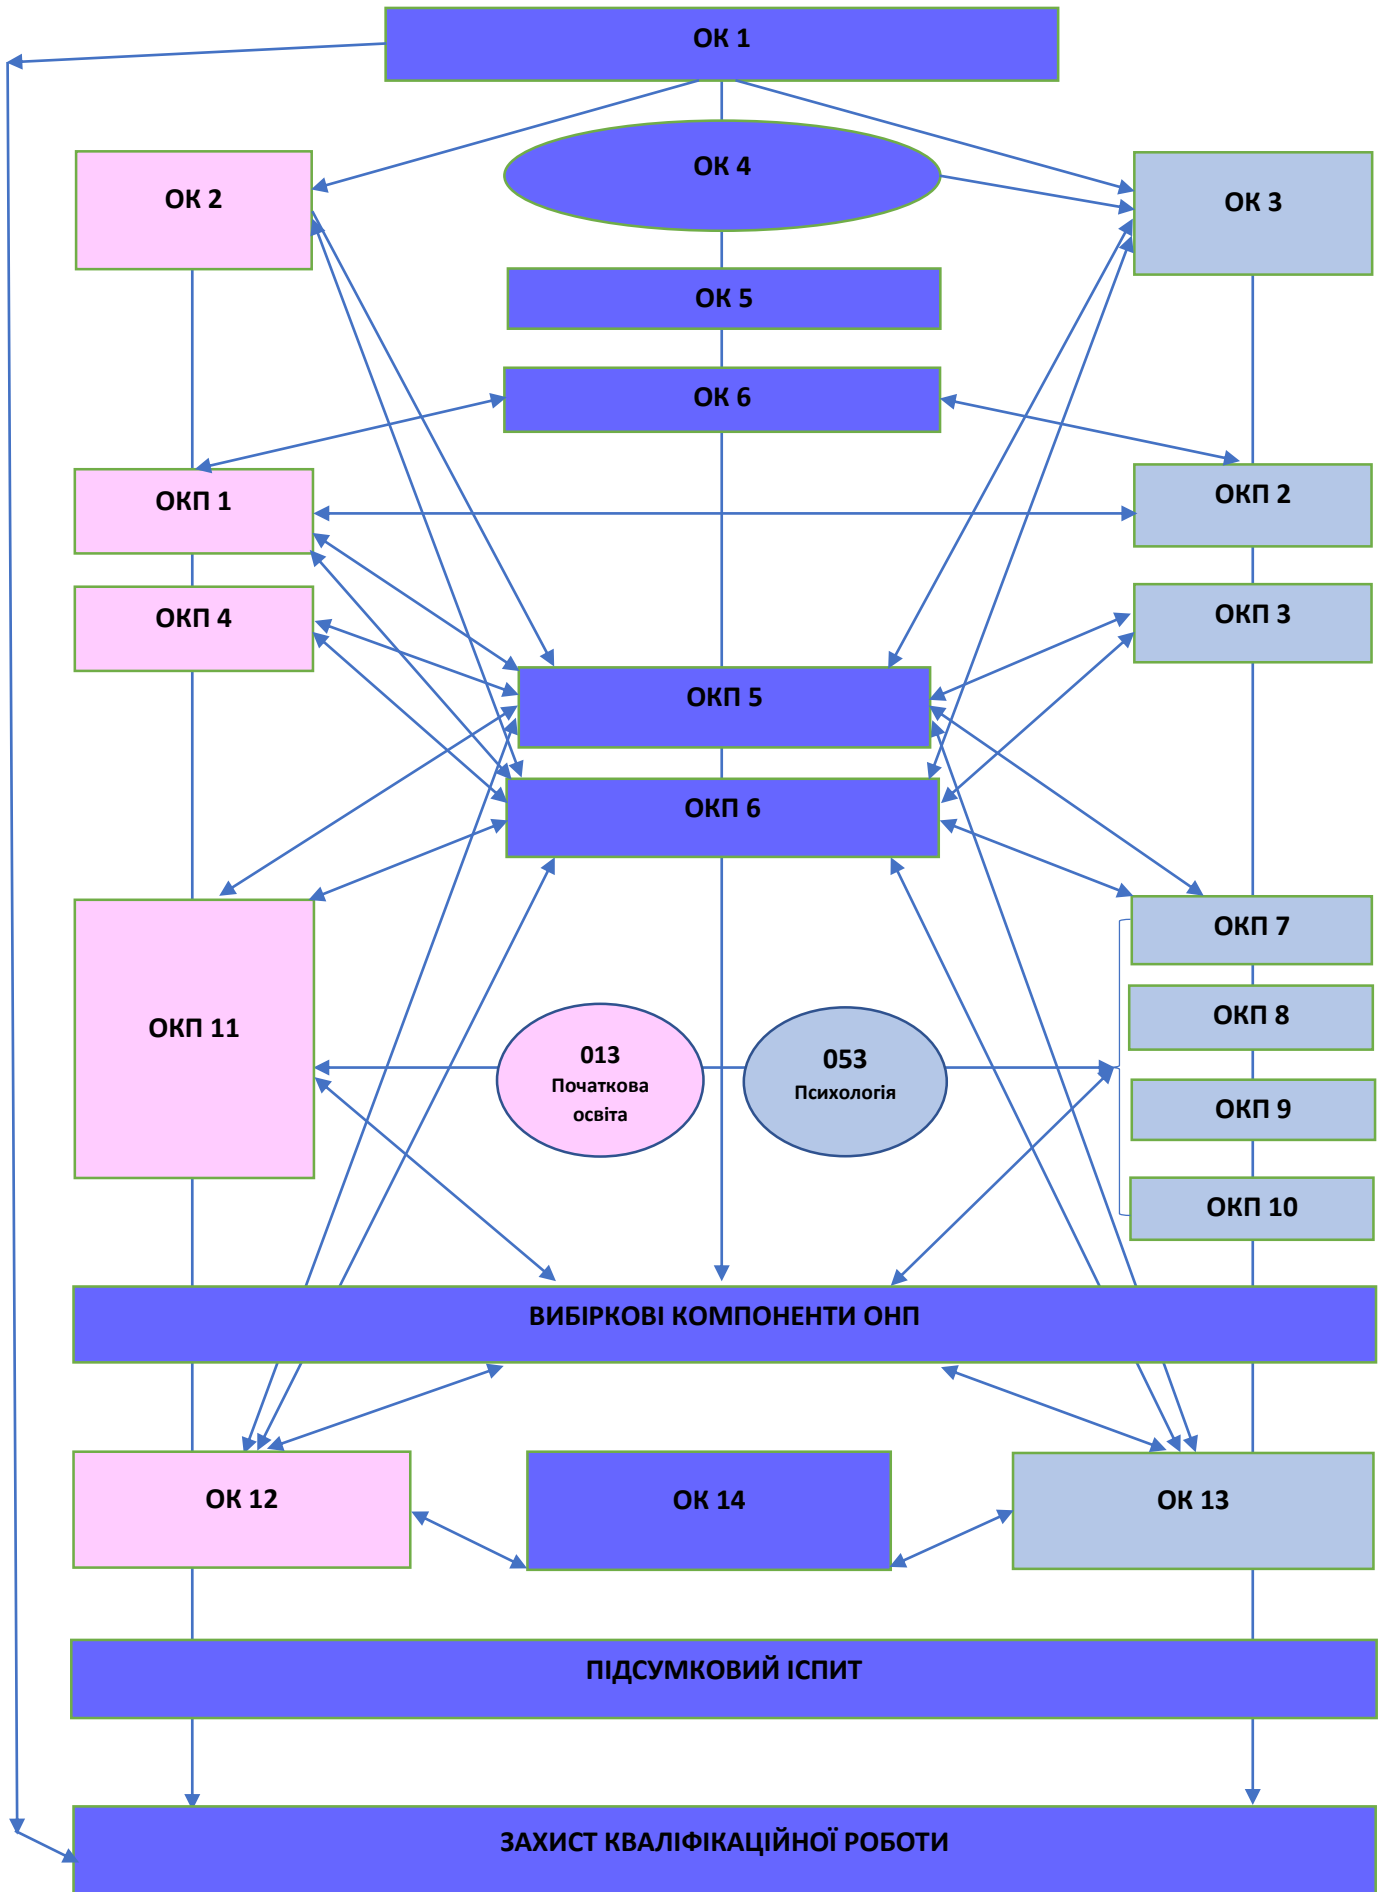 ОК 1
ОК 4
ОК 2
ОК 3
ОК 5
ОК 6
ОКП 1
ОКП 2
ОКП 4
ОКП 3
ОКП 5
ОКП 6
ОКП 7
ОКП 8
ОКП 11
013
Початкова
освіта
053
Психологія
ОКП 9
ОКП 10
ВИБІРКОВІ КОМПОНЕНТИ ОНП
ОК 12
ОК 14
ОК 13
ПІДСУМКОВИЙ ІСПИТ
ЗАХИСТ КВАЛІФІКАЦІЙНОЇ РОБОТИ